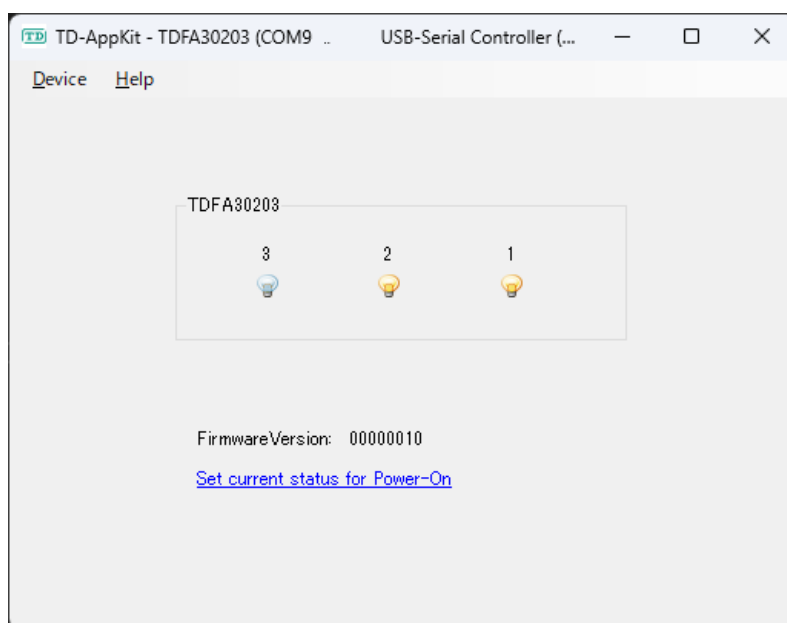 TD TD-AppKit - TDFA30203 (COM9 .. USB-Serial Controller (...
Device Help
TDFA30203
3 2 1
FirmwareVersion: 00000010
Set current status for Power-On